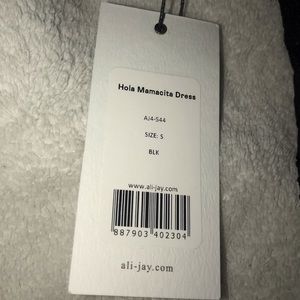 Hola Mamacita Dress
AJ4-544
SIZE: S
BLK
www.ali-jay.com
887903 402304
ali-jay.com